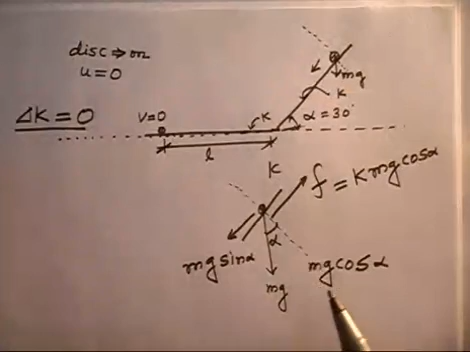 disc ⇒ m
u = 0
ΔK = 0
V=0
K
α = 30°
mg
K
l
K
f = Kmgcosα
α
mgsinα
mg
mgcosα